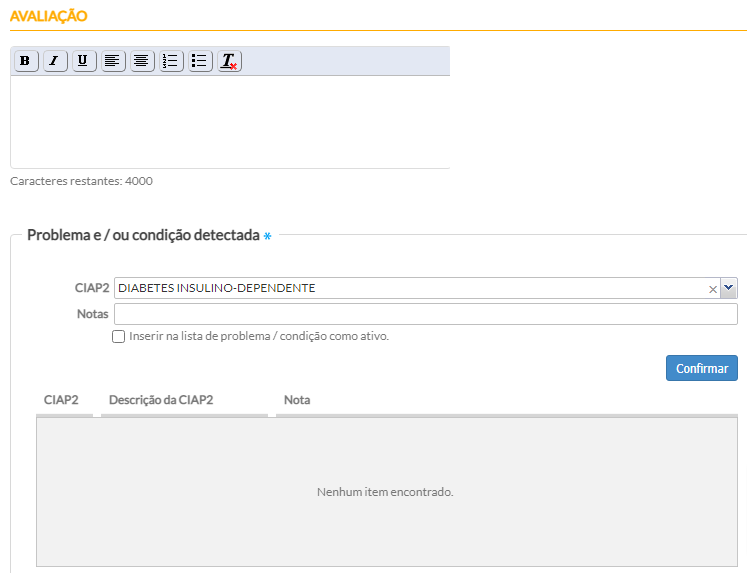 AVALIAÇÃO
B I U T
Caracteres restantes: 4000
Problema e / ou condição detectada *
CIAP2 DIABETES INSULINO-DEPENDENTE
Notas
Inserir na lista de problema / condição como ativo.
Confirmar
CIAP2 Descrição da CIAP2 Nota
Nenhum item encontrado.